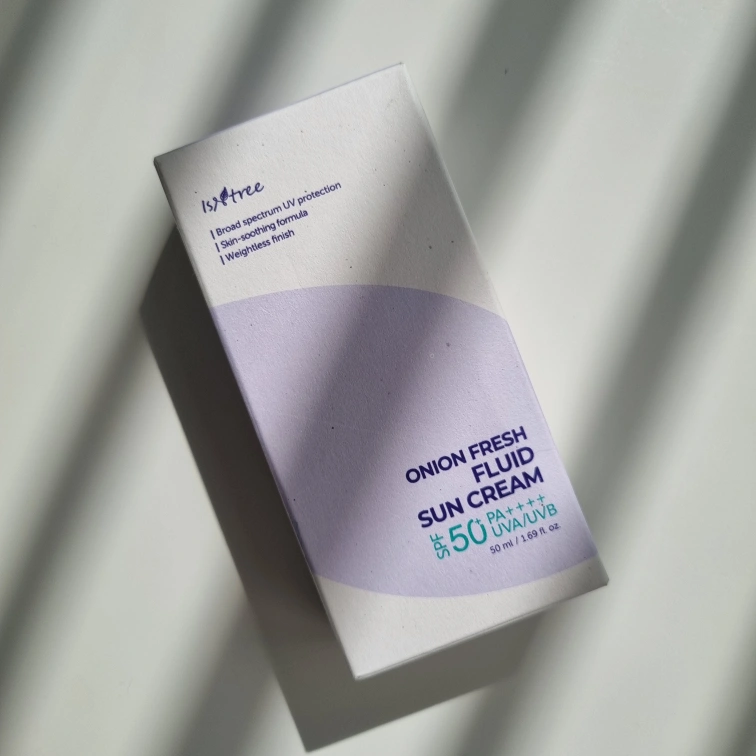 Isntree
| Broad spectrum UV protection
| Skin-soothing formula
| Weightless finish
ONION FRESH
FLUID
SUN CREAM
SPF 50+ PA++++
UVA/UVB
50 ml / 1.69 fl. oz.